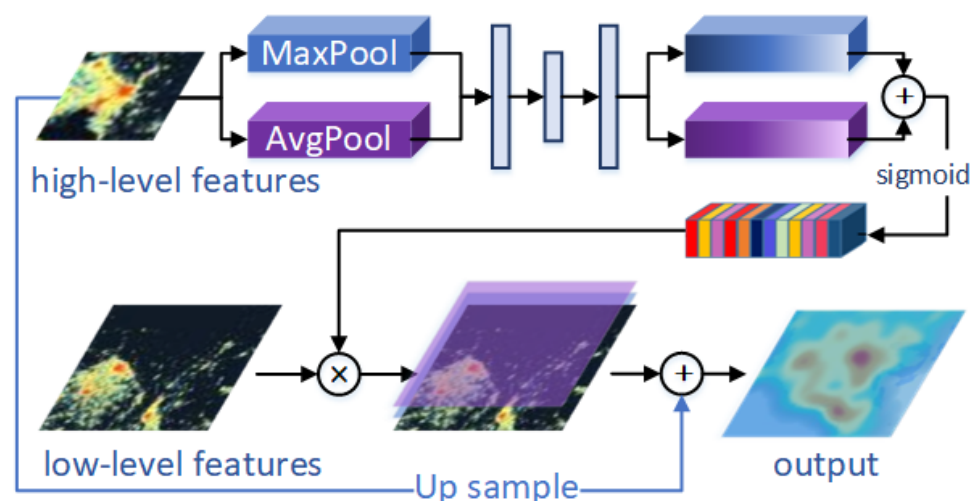 MaxPool
AvgPool
high-level features
sigmoid
+
×
+
low-level features
output
Up sample